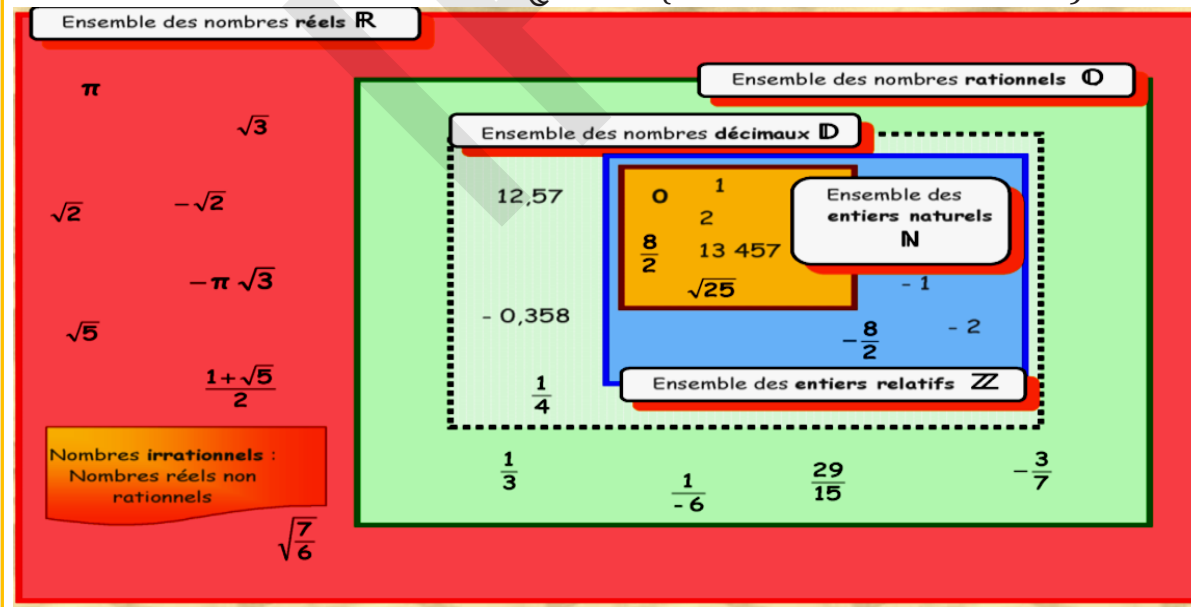 Ensemble des nombres réels ℝ
π
√3
√2
-√2
-π √3
√5
(1+√5)/2
Nombres irrationnels :
Nombres réels non
rationnels
√(7/6)
Ensemble des nombres rationnels ℚ
Ensemble des nombres décimaux 𝔻
12,57
- 0,358
1/4
0
1
2
8/2
13 457
√25
Ensemble des
entiers naturels
ℕ
- 1
-8/2
- 2
Ensemble des entiers relatifs ℤ
1/3
1/-6
29/15
-3/7